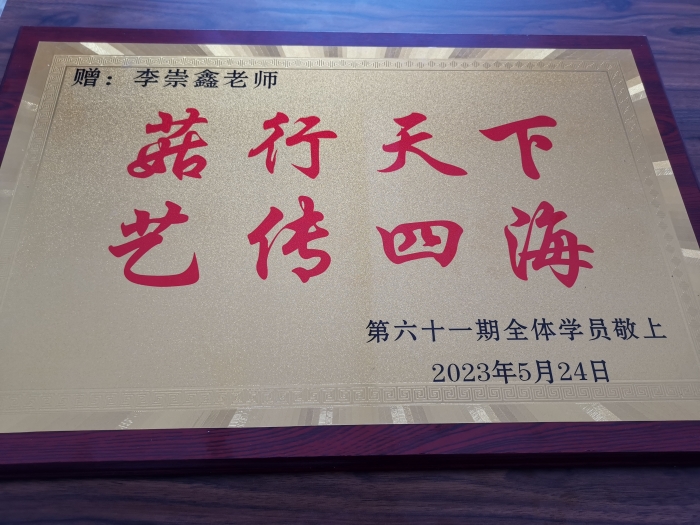 赠：李崇鑫老师
菇行天下
艺传四海
第六十一期全体学员敬上
2023年5月24日